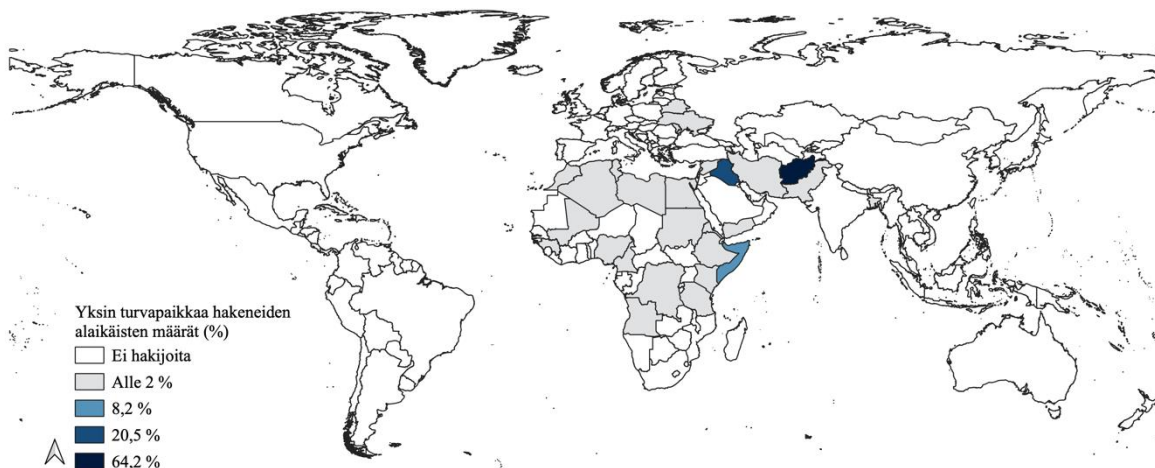 Yksin turvapaikkaa hakeneiden
alaikäisten määrät (%)
Ei hakijoita
Alle 2 %
8,2 %
20,5 %
64,2 %